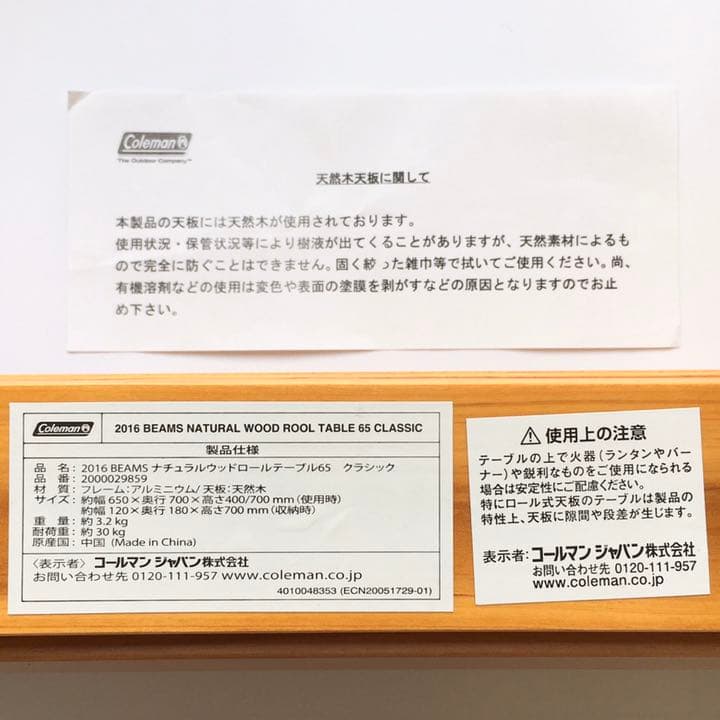 Coleman
The Outdoor Company™
天然木天板に関して
本製品の天板には天然木が使用されております。
使用状況・保管状況等により樹液が出てくることがありますが、天然素材によるも
ので完全に防ぐことはできません。固く絞った雑巾等で拭いてご使用ください。尚、
有機溶剤などの使用は変色や表面の塗膜を剥がすなどの原因となりますのでお止
め下さい。
Coleman 2016 BEAMS NATURAL WOOD ROOL TABLE 65 CLASSIC
製品仕様
品 名：2016 BEAMS ナチュラルウッドロールテーブル65 クラシック
品 番：2000029859
材 質：フレーム：アルミニウム/ 天板：天然木
サイズ：約幅650×奥行700×高さ400/700 mm（使用時）
約幅120×奥行180×高さ700 mm（収納時）
重 量：約 3.2 kg
耐荷重：約 30 kg
原産国：中国 (Made in China)
〈表示者〉コールマン ジャパン株式会社
お問い合わせ先 0120-111-957 www.coleman.co.jp
4010048353 (ECN20051729-01)
⚠ 使用上の注意
テーブルの上で火器（ランタンやバー
ナー）や鋭利なものをご使用になられる
場合は安定性にご配慮ください。
特にロール式天板のテーブルは製品の
特性上、天板に隙間や段差が生じます。
表示者：コールマン ジャパン株式会社
お問い合わせ先 0120-111-957
www.coleman.co.jp